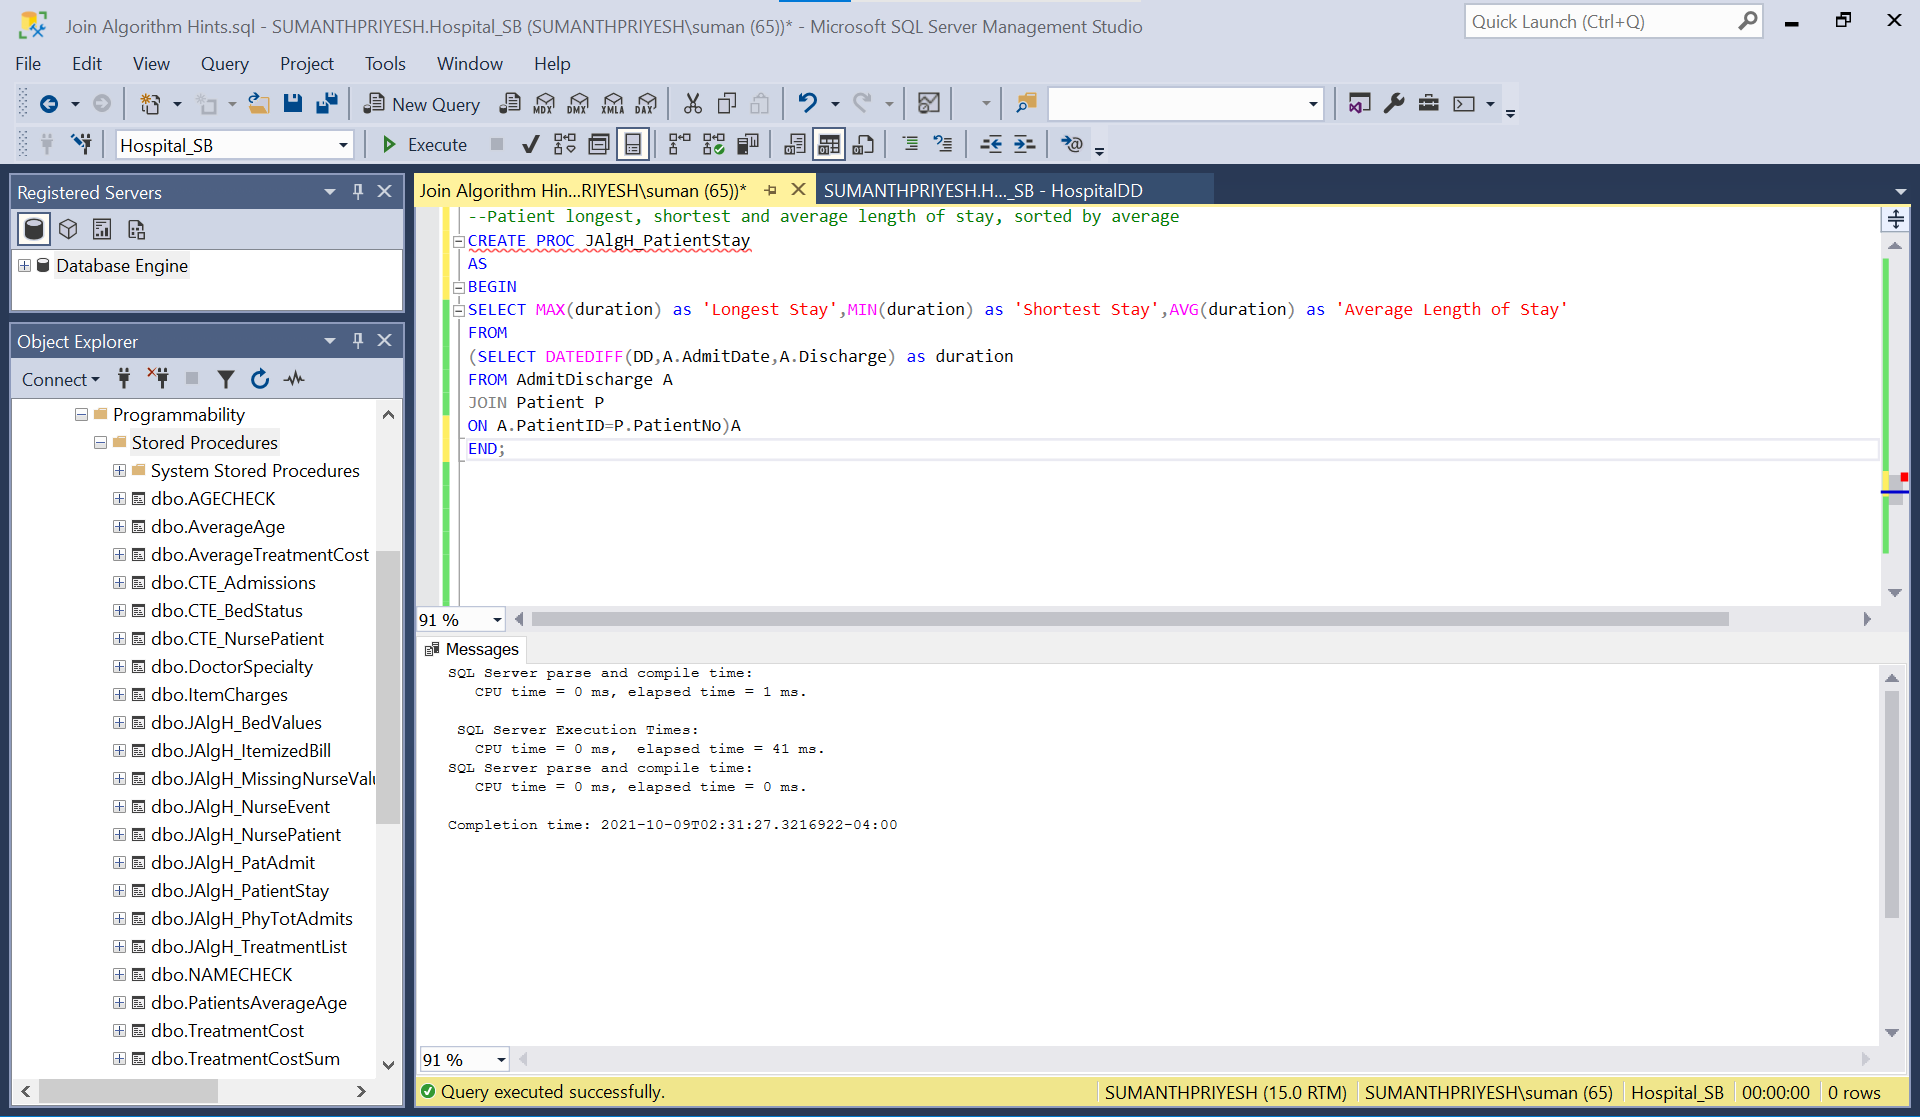 Join Algorithm Hints.sql - SUMANTHPRIYESH.Hospital_SB (SUMANTHPRIYESH\suman (65))* - Microsoft SQL Server Management Studio
Quick Launch (Ctrl+Q)
File Edit View Query Project Tools Window Help
New Query MDX DMX XMLA DAX
Hospital_SB Execute
Registered Servers
Database Engine
Object Explorer
Connect
Programmability
Stored Procedures
System Stored Procedures
dbo.AGECHECK
dbo.AverageAge
dbo.AverageTreatmentCost
dbo.CTE_Admissions
dbo.CTE_BedStatus
dbo.CTE_NursePatient
dbo.DoctorSpecialty
dbo.ItemCharges
dbo.JAlgH_BedValues
dbo.JAlgH_ItemizedBill
dbo.JAlgH_MissingNurseValu
dbo.JAlgH_NurseEvent
dbo.JAlgH_NursePatient
dbo.JAlgH_PatAdmit
dbo.JAlgH_PatientStay
dbo.JAlgH_PhyTotAdmits
dbo.JAlgH_TreatmentList
dbo.NAMECHECK
dbo.PatientsAverageAge
dbo.TreatmentCost
dbo.TreatmentCostSum
Join Algorithm Hin...RIYESH\suman (65))* SUMANTHPRIYESH.H..._SB - HospitalDD
--Patient longest, shortest and average length of stay, sorted by average
CREATE PROC JAlgH_PatientStay
AS
BEGIN
SELECT MAX(duration) as 'Longest Stay',MIN(duration) as 'Shortest Stay',AVG(duration) as 'Average Length of Stay'
FROM
(SELECT DATEDIFF(DD,A.AdmitDate,A.Discharge) as duration
FROM AdmitDischarge A
JOIN Patient P
ON A.PatientID=P.PatientNo)A
END;
91 %
Messages
SQL Server parse and compile time:
CPU time = 0 ms, elapsed time = 1 ms.
SQL Server Execution Times:
CPU time = 0 ms, elapsed time = 41 ms.
SQL Server parse and compile time:
CPU time = 0 ms, elapsed time = 0 ms.
Completion time: 2021-10-09T02:31:27.3216922-04:00
91 %
Query executed successfully. SUMANTHPRIYESH (15.0 RTM) SUMANTHPRIYESH\suman (65) Hospital_SB 00:00:00 0 rows